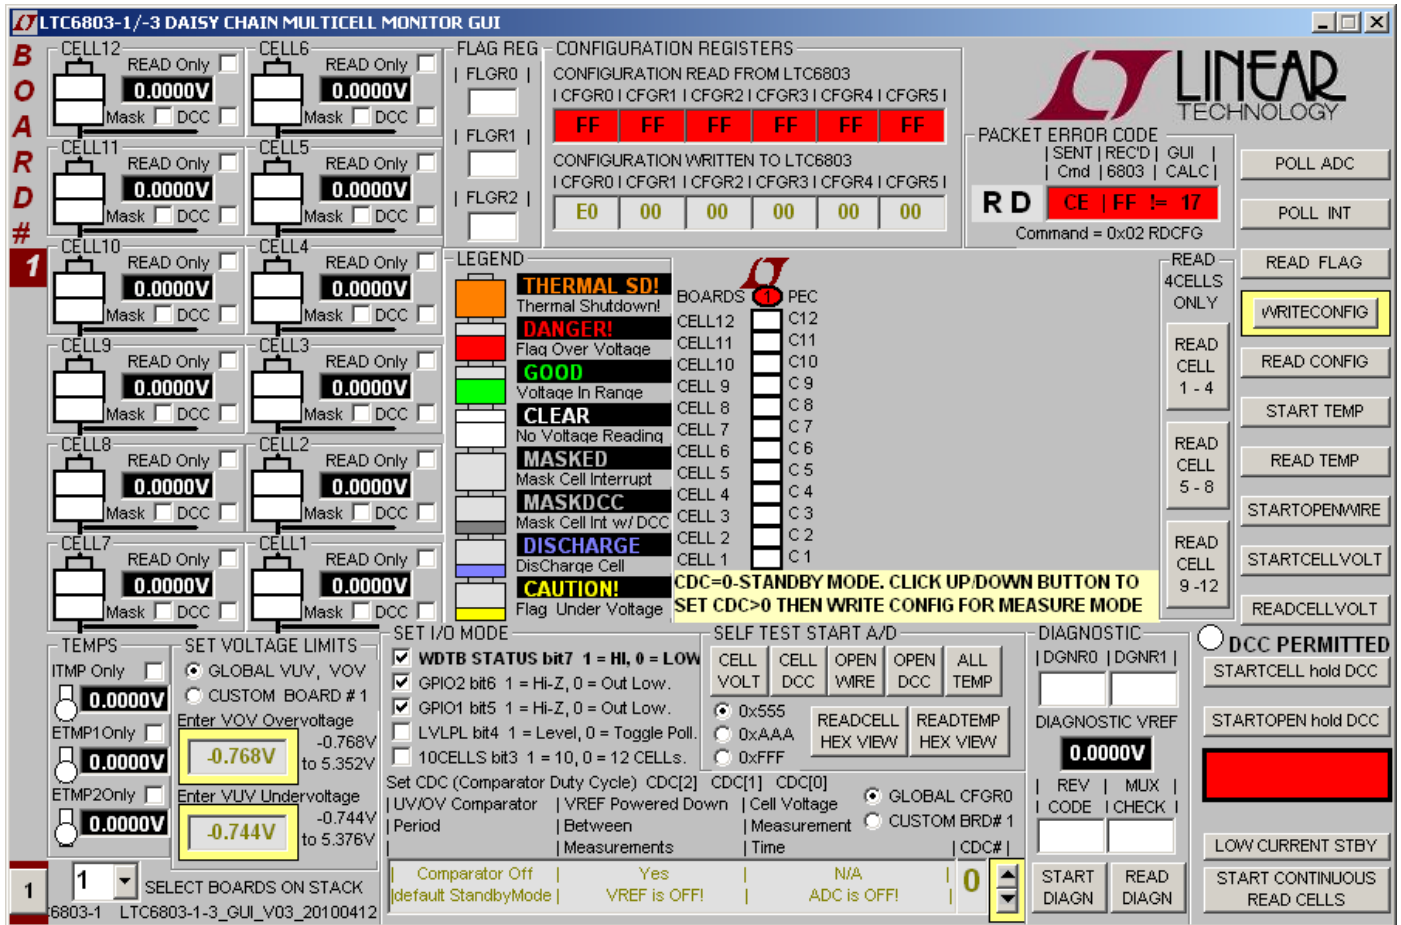 LTC6803-1/-3 DAISY CHAIN MULTICELL MONITOR GUI
BOARD#
1
CELL12
READ Only
0.0000V
Mask DCC
CELL6
READ Only
0.0000V
Mask DCC
CELL11
READ Only
0.0000V
Mask DCC
CELL5
READ Only
0.0000V
Mask DCC
CELL10
READ Only
0.0000V
Mask DCC
CELL4
READ Only
0.0000V
Mask DCC
CELL9
READ Only
0.0000V
Mask DCC
CELL3
READ Only
0.0000V
Mask DCC
CELL8
READ Only
0.0000V
Mask DCC
CELL2
READ Only
0.0000V
Mask DCC
CELL7
READ Only
0.0000V
Mask DCC
CELL1
READ Only
0.0000V
Mask DCC
FLAG REG
| FLGR0 |
| FLGR1 |
| FLGR2 |
CONFIGURATION REGISTERS
CONFIGURATION READ FROM LTC6803
| CFGR0 | CFGR1 | CFGR2 | CFGR3 | CFGR4 | CFGR5 |
FF FF FF FF FF FF
CONFIGURATION WRITTEN TO LTC6803
| CFGR0 | CFGR1 | CFGR2 | CFGR3 | CFGR4 | CFGR5 |
E0 00 00 00 00 00
LINEAR
TECHNOLOGY
PACKET ERROR CODE
| SENT | REC'D | GUI |
| Cmd | 6803 | CALC |
RD CE | FF != 17
Command = 0x02 RDCFG
LEGEND
THERMAL SD!
Thermal Shutdown!
DANGER!
Flag Over Voltage
GOOD
Voltage In Range
CLEAR
No Voltage Reading
MASKED
Mask Cell Interrupt
MASKDCC
Mask Cell Int w/ DCC
DISCHARGE
DisCharge Cell
CAUTION!
Flag Under Voltage
BOARDS 1 PEC
CELL12 C12
CELL11 C11
CELL10 C10
CELL 9 C 9
CELL 8 C 8
CELL 7 C 7
CELL 6 C 6
CELL 5 C 5
CELL 4 C 4
CELL 3 C 3
CELL 2 C 2
CELL 1 C 1
CDC=0-STANDBY MODE. CLICK UP/DOWN BUTTON TO
SET CDC>0 THEN WRITE CONFIG FOR MEASURE MODE
READ
4CELLS
ONLY
READ
CELL
1 - 4
READ
CELL
5 - 8
READ
CELL
9 -12
POLL ADC
POLL INT
READ FLAG
WRITECONFIG
READ CONFIG
START TEMP
READ TEMP
STARTOPENWIRE
STARTCELLVOLT
READCELLVOLT
TEMPS
ITMP Only
0.0000V
ETMP1Only
0.0000V
ETMP2Only
0.0000V
SET VOLTAGE LIMITS
GLOBAL VUV, VOV
CUSTOM BOARD # 1
Enter VOV Overvoltage
-0.768V
-0.768V
to 5.352V
Enter VUV Undervoltage
-0.744V
-0.744V
to 5.376V
SET I/O MODE
WDTB STATUS bit7 1 = HI, 0 = LOW
GPIO2 bit6 1 = Hi-Z, 0 = Out Low.
GPIO1 bit5 1 = Hi-Z, 0 = Out Low.
LVLPL bit4 1 = Level, 0 = Toggle Poll.
10CELLS bit3 1 = 10, 0 = 12 CELLs.
SELF TEST START A/D
CELL VOLT
CELL DCC
OPEN WIRE
OPEN DCC
ALL TEMP
0x555
0xAAA
0xFFF
READCELL
HEX VIEW
READTEMP
HEX VIEW
Set CDC (Comparator Duty Cycle) CDC[2] CDC[1] CDC[0]
| UV/OV Comparator | VREF Powered Down | Cell Voltage
| Period | Between | Measurement
| | Measurements | Time | CDC# |
GLOBAL CFGR0
CUSTOM BRD# 1
| Comparator Off | Yes | N/A |
|default StandbyMode | VREF is OFF! | ADC is OFF! |
0
DIAGNOSTIC
| DGNR0 | DGNR1 |
DIAGNOSTIC VREF
0.0000V
| REV | MUX |
| CODE | CHECK |
START
DIAGN
READ
DIAGN
DCC PERMITTED
STARTCELL hold DCC
STARTOPEN hold DCC
LOW CURRENT STBY
START CONTINUOUS
READ CELLS
1
1
SELECT BOARDS ON STACK
6803-1 LTC6803-1-3_GUI_V03_20100412